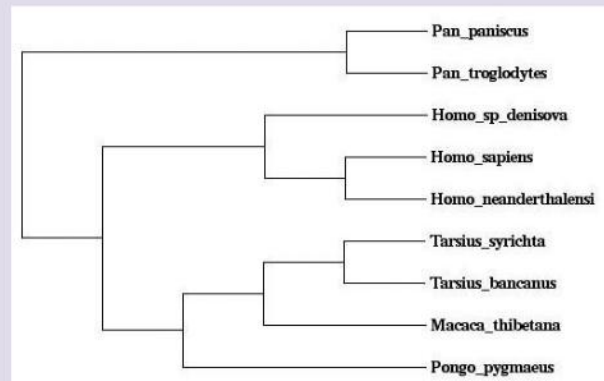 Pan_paniscus
Pan_troglodytes
Homo_sp_denisova
Homo_sapiens
Homo_neanderthalensi
Tarsius_syrichta
Tarsius_bancanus
Macaca_thibetana
Pongo_pygmaeus